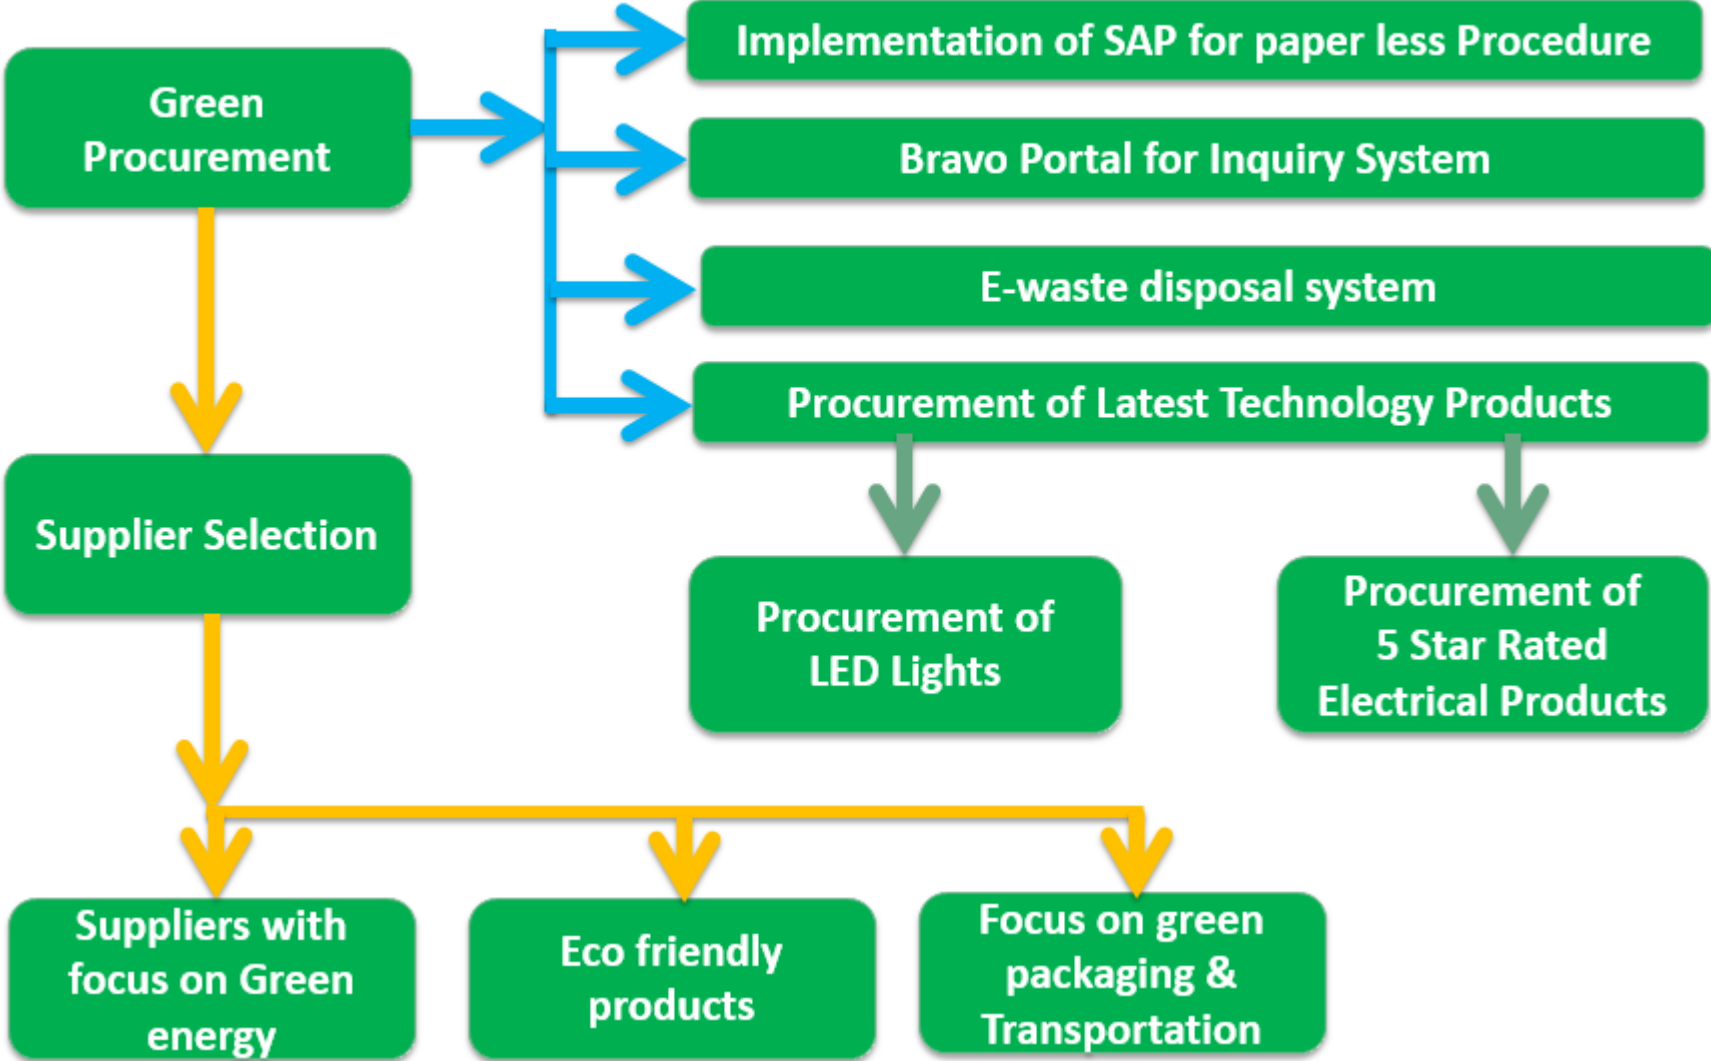 Green
Procurement
Implementation of SAP for paper less Procedure
Bravo Portal for Inquiry System
E-waste disposal system
Procurement of Latest Technology Products
Supplier Selection
Procurement of
LED Lights
Procurement of
5 Star Rated
Electrical Products
Suppliers with
focus on Green
energy
Eco friendly
products
Focus on green
packaging &
Transportation